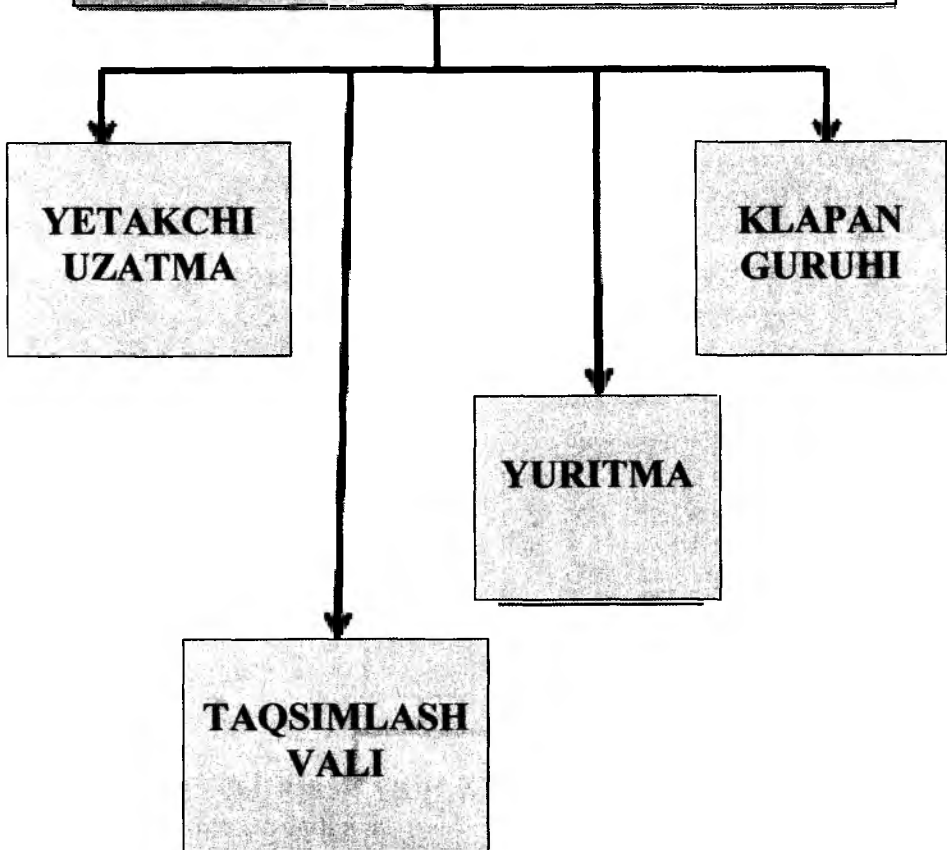 YETAKCHI
UZATMA
KLAPAN
GURUHI
YURITMA
TAQSIMLASH
VALI